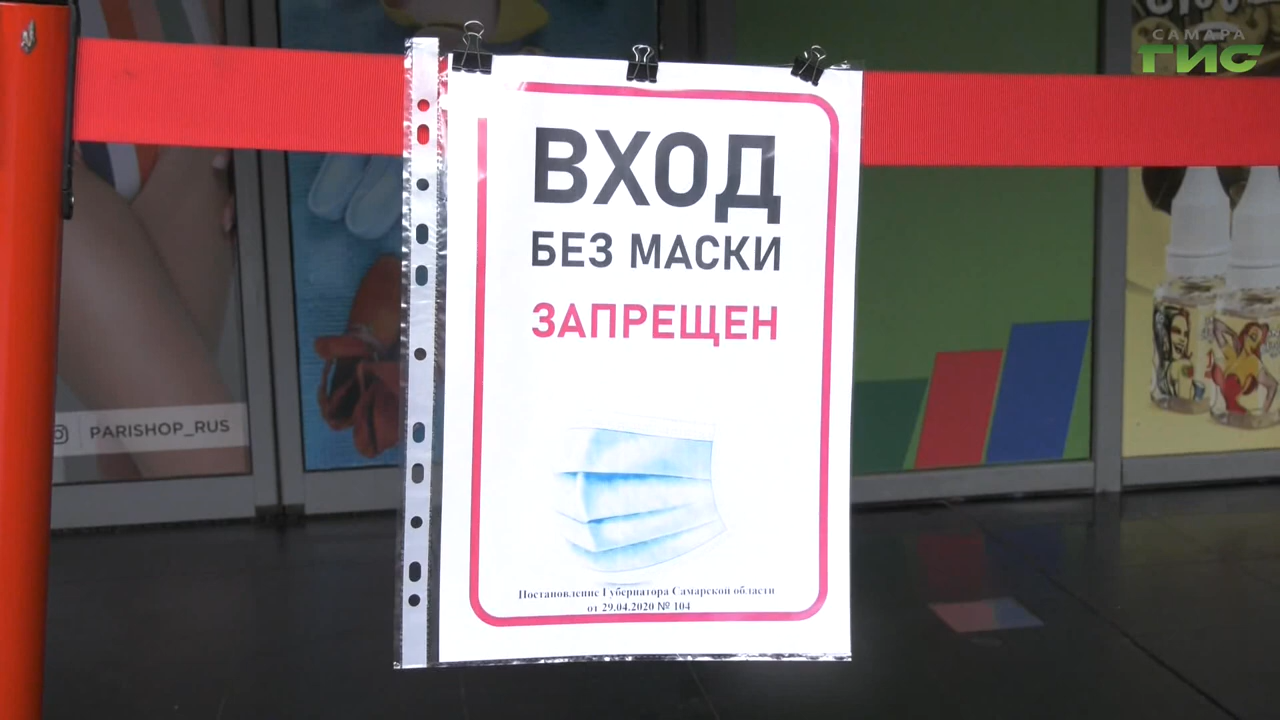 САМАРА
ГИС
ВХОД
БЕЗ МАСКИ
ЗАПРЕЩЕН
PARISHOP_RUS
Постановление Губернатора Самарской области
от 29.04.2020 № 104